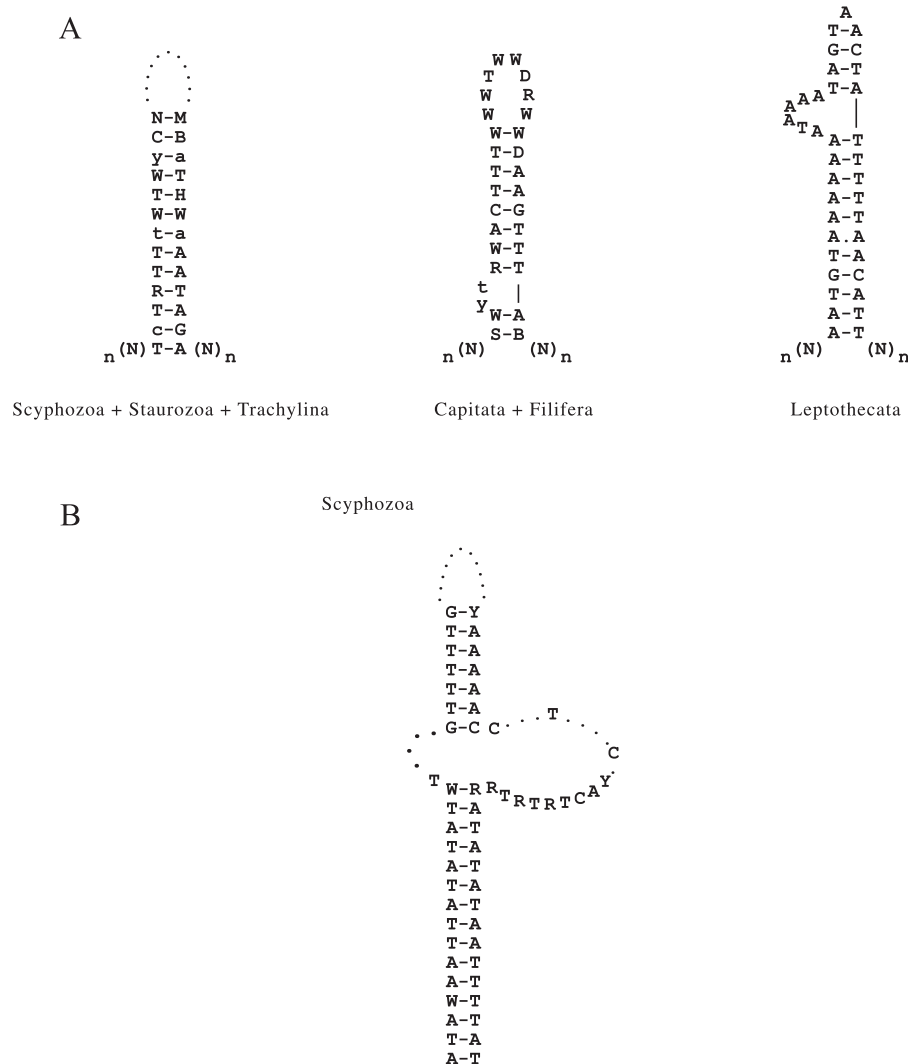 A
N-M
C-B
y-a
W-T
T-H
W-W
t-a
T-A
T-A
R-T
T-A
c-G
n(N) T-A (N)n
Scyphozoa + Staurozoa + Trachylina
W W
T D
W R
W W
W-W
T-D
T-A
T-A
C-G
A-T
W-T
R-T
t |
y W-A
S-B
n(N) (N)n
Capitata + Filifera
A
T-A
G-C
A-T
A A A T-A
A T A |
A-T
A-T
A-T
A-T
A-T
A.A
T-A
G-C
T-A
A-T
A-T
n(N) (N)n
Leptothecata
B
Scyphozoa
G-Y
T-A
T-A
T-A
T-A
T-A
G-C C T C
T W-R R T R T R T C A Y
T-A
A-T
T-A
A-T
T-A
A-T
T-A
T-A
A-T
A-T
W-T
T-A
A-T